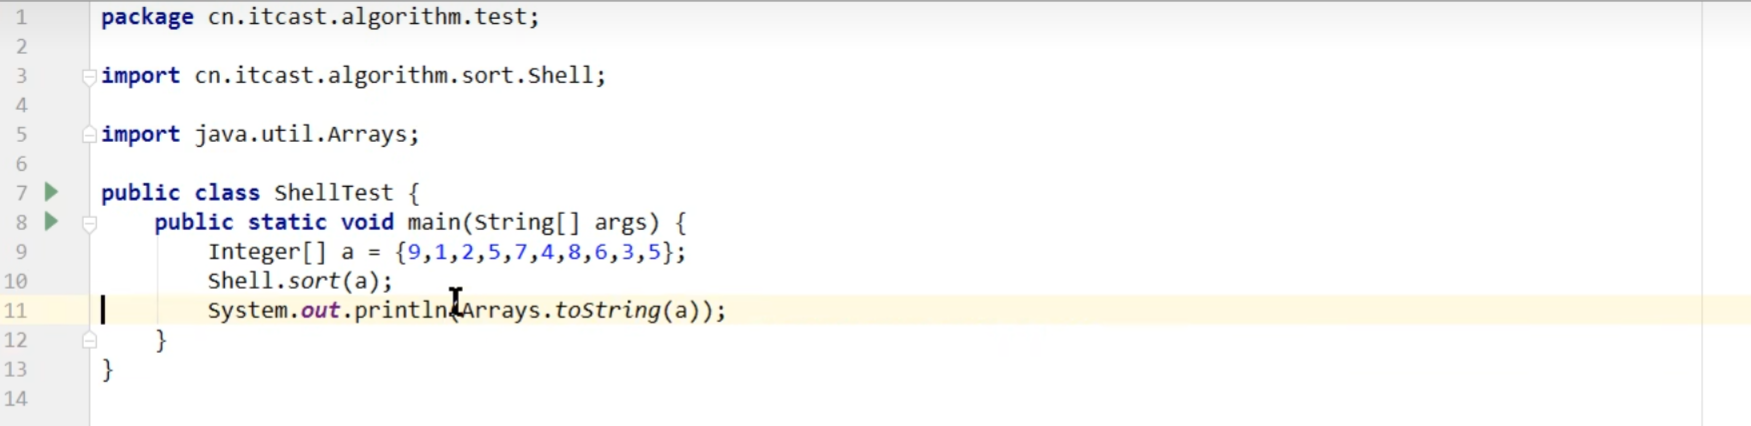 1 package cn.itcast.algorithm.test;
2
3 import cn.itcast.algorithm.sort.Shell;
4
5 import java.util.Arrays;
6
7 public class ShellTest {
8     public static void main(String[] args) {
9         Integer[] a = {9,1,2,5,7,4,8,6,3,5};
10         Shell.sort(a);
11         System.out.println(Arrays.toString(a));
12     }
13 }
14